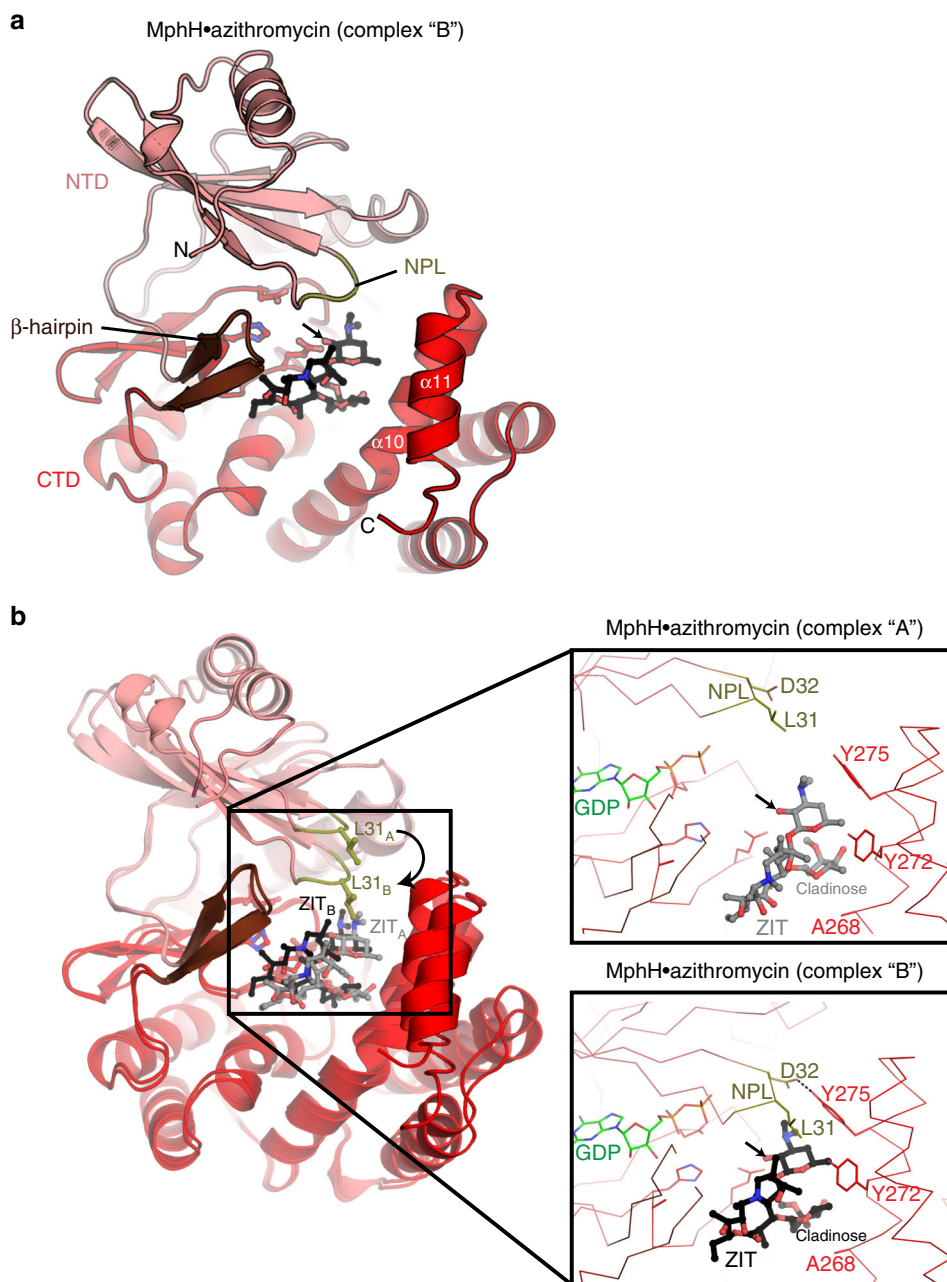 a
MphH•azithromycin (complex “B”)
NTD
N
NPL
β-hairpin
α11
α10
CTD
C
b
MphH•azithromycin (complex “A”)
L31A
L31B
ZITB
ZITA
NPL
D32
L31
Y275
GDP
Y272
Cladinose
ZIT
A268
MphH•azithromycin (complex “B”)
D32
NPL
Y275
L31
GDP
Y272
Cladinose
ZIT
A268